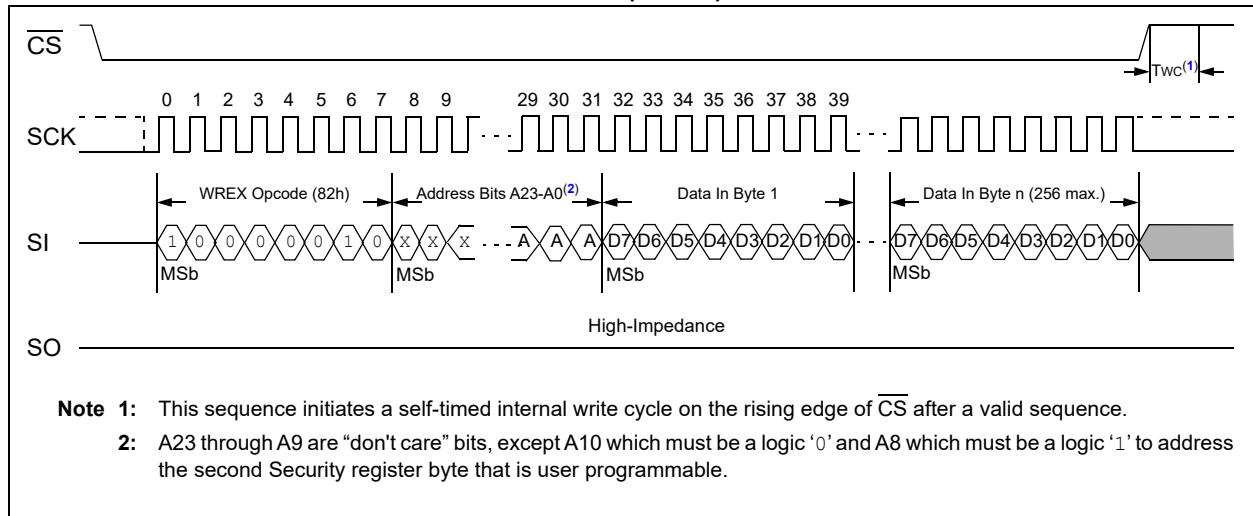 CS
TWC(1)
0 1 2 3 4 5 6 7 8 9 29 30 31 32 33 34 35 36 37 38 39
SCK
WREX Opcode (82h) Address Bits A23-A0(2) Data In Byte 1 Data In Byte n (256 max.)
SI 1 0 0 0 0 0 1 0 X X X A A A D7 D6 D5 D4 D3 D2 D1 D0 D7 D6 D5 D4 D3 D2 D1 D0
MSb MSb MSb MSb
High-Impedance
SO
Note 1: This sequence initiates a self-timed internal write cycle on the rising edge of CS after a valid sequence.
2: A23 through A9 are “don't care” bits, except A10 which must be a logic ‘0’ and A8 which must be a logic ‘1’ to address
the second Security register byte that is user programmable.